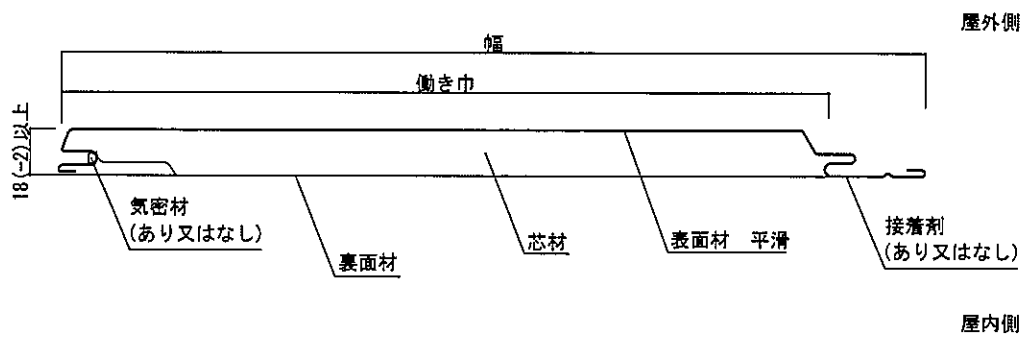 屋外側
幅
働き巾
18(-2)以上
気密材
(あり又はなし)
裏面材
芯材
表面材 平滑
接着剤
(あり又はなし)
屋内側